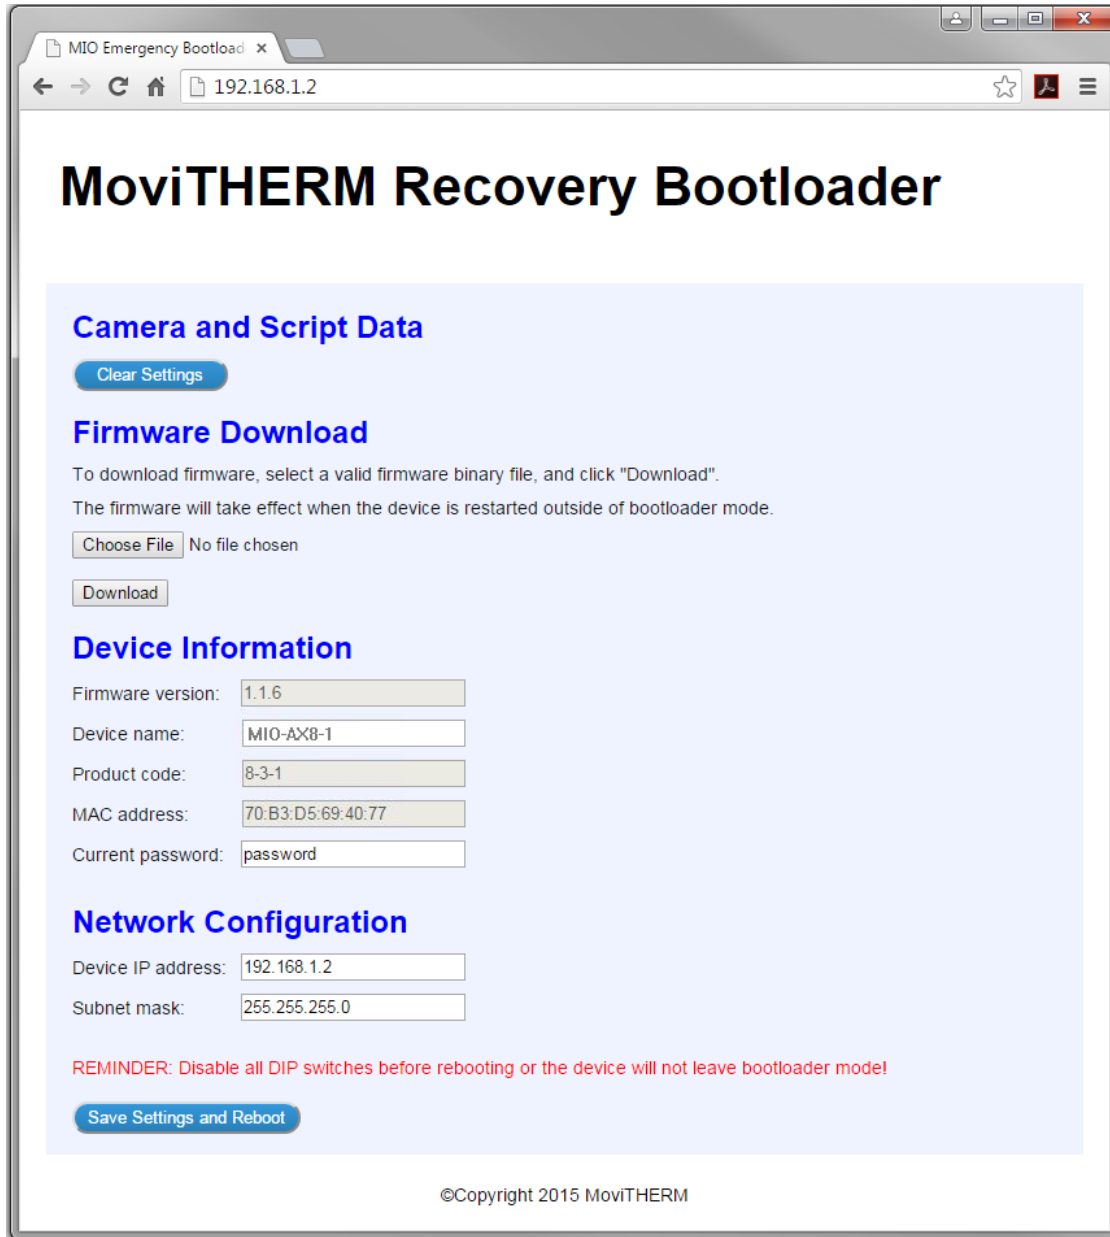 MIO Emergency Bootload
192.168.1.2
MoviTHERM Recovery Bootloader
Camera and Script Data
Clear Settings
Firmware Download
To download firmware, select a valid firmware binary file, and click "Download".
The firmware will take effect when the device is restarted outside of bootloader mode.
Choose File No file chosen
Download
Device Information
Firmware version: 1.1.6
Device name: MIO-AX8-1
Product code: 8-3-1
MAC address: 70:B3:D5:69:40:77
Current password: password
Network Configuration
Device IP address: 192.168.1.2
Subnet mask: 255.255.255.0
REMINDER: Disable all DIP switches before rebooting or the device will not leave bootloader mode!
Save Settings and Reboot
©Copyright 2015 MoviTHERM